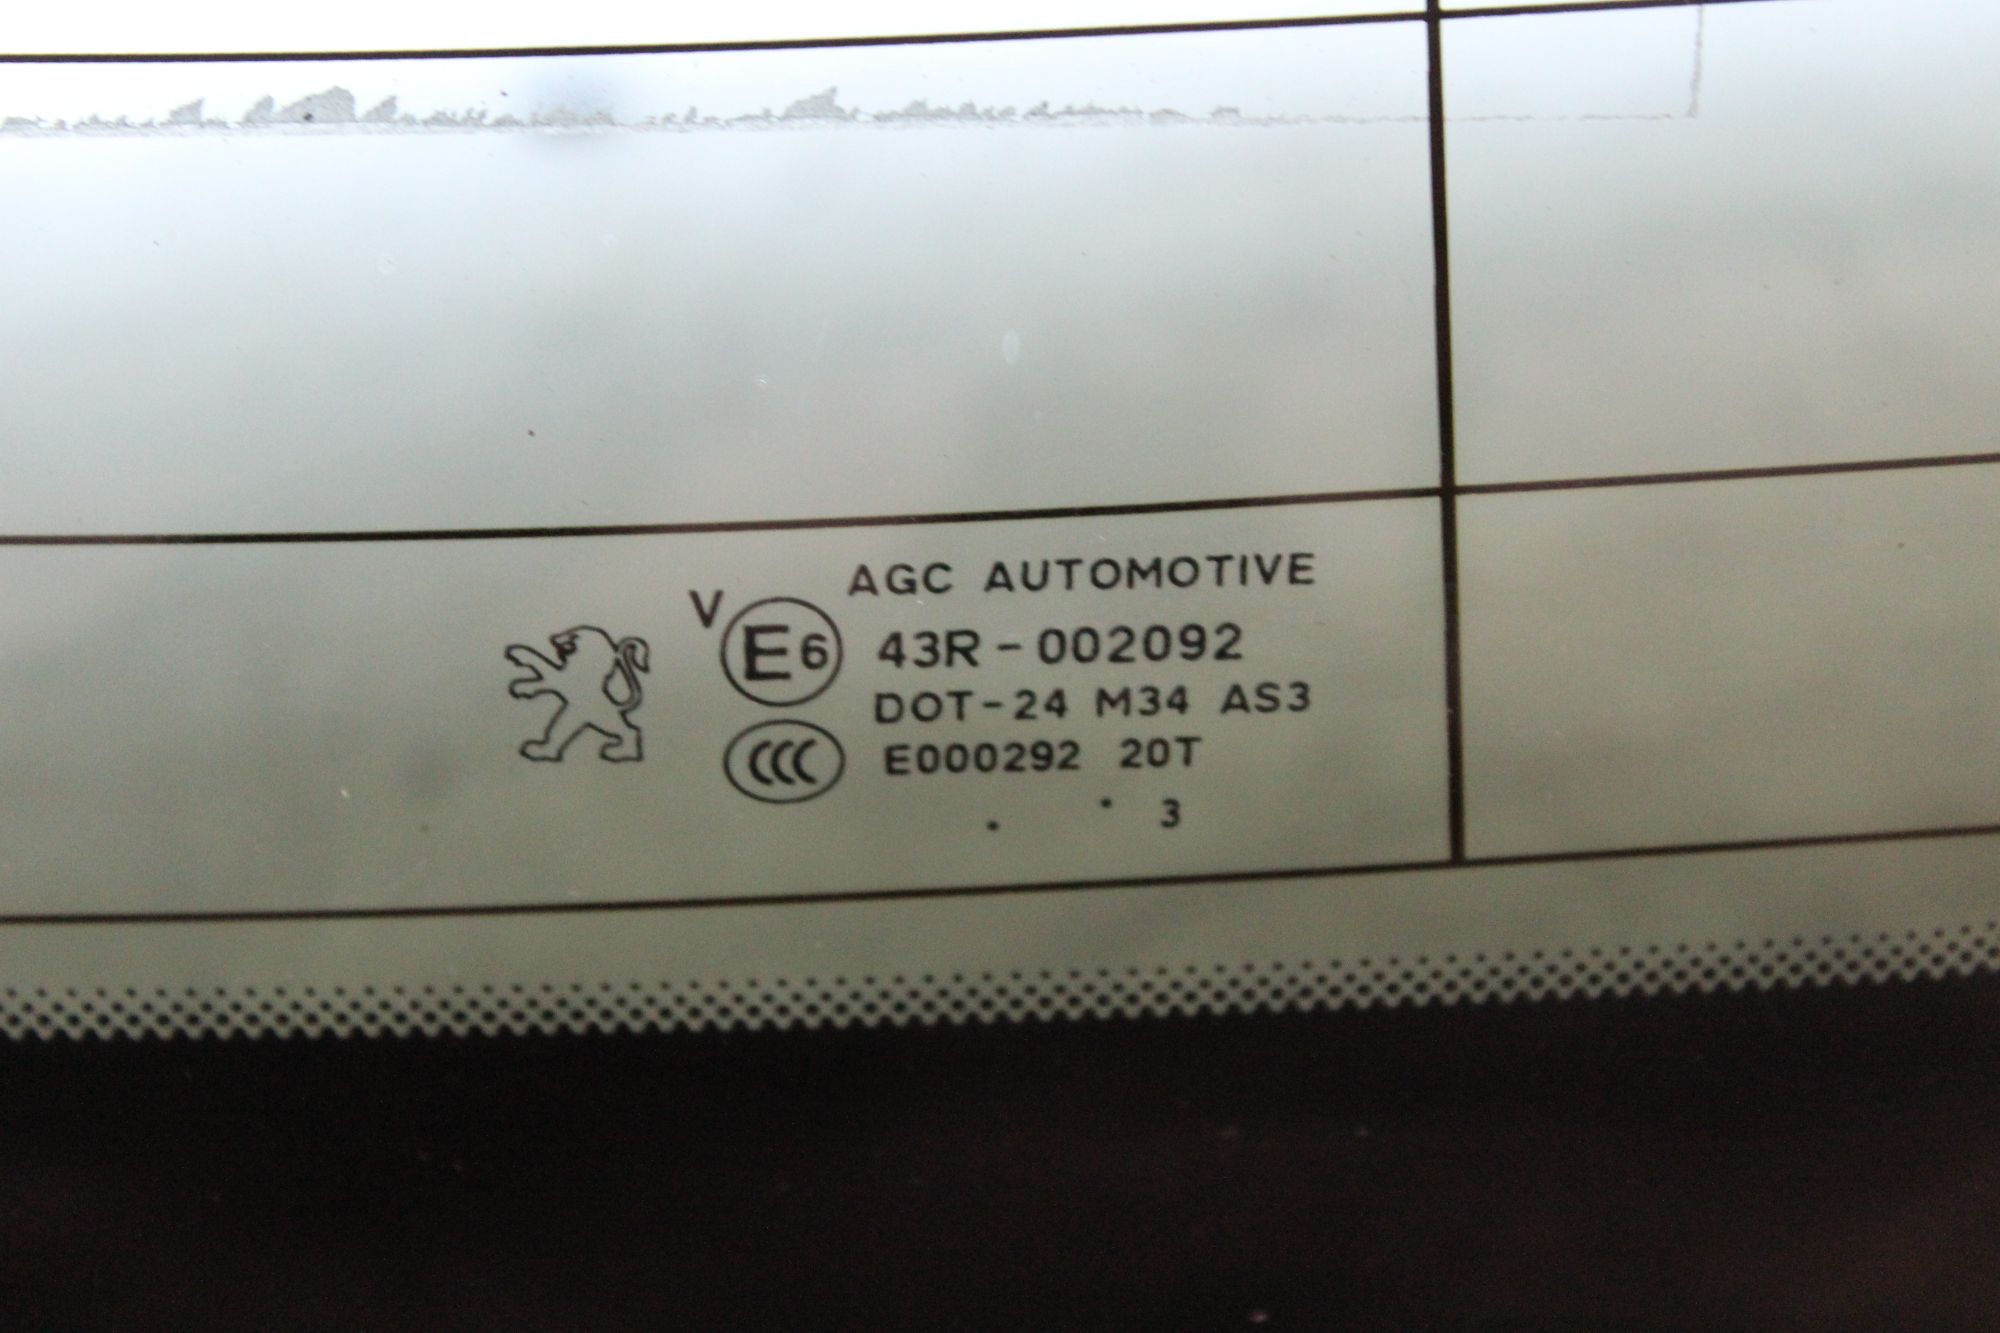 AGC AUTOMOTIVE
V E6 43R-002092
DOT-24 M34 AS3
CCC E000292 20T
. . 3